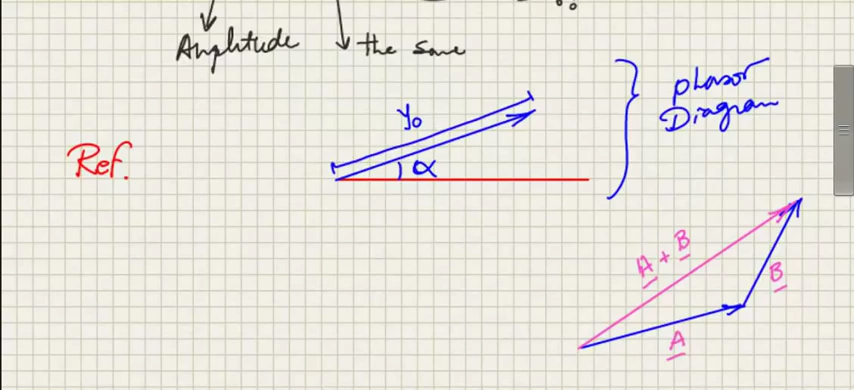 Amplitude
the same
y₀
α
Ref.
phasor
Diagram
A + B
B
A